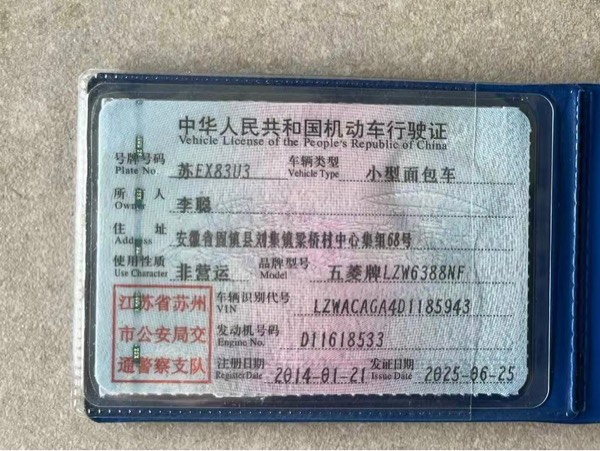 中华人民共和国机动车行驶证
Vehicle License of the People's Republic of China
号牌号码 苏EX83U3 车辆类型 小型面包车
Plate No. Vehicle Type
所有人 李聪
Owner
住址 安徽省固镇县刘集镇梁桥村中心集组68号
Address
使用性质 非营运 品牌型号 五菱牌LZW6388NF
Use Character Model
江苏省苏州
市公安局交
通警察支队
车辆识别代号 LZWACAGA4D1185943
VIN
发动机号码 D11618533
Engine No.
注册日期 2014-01-21 发证日期 2025-06-25
Register Date Issue Date